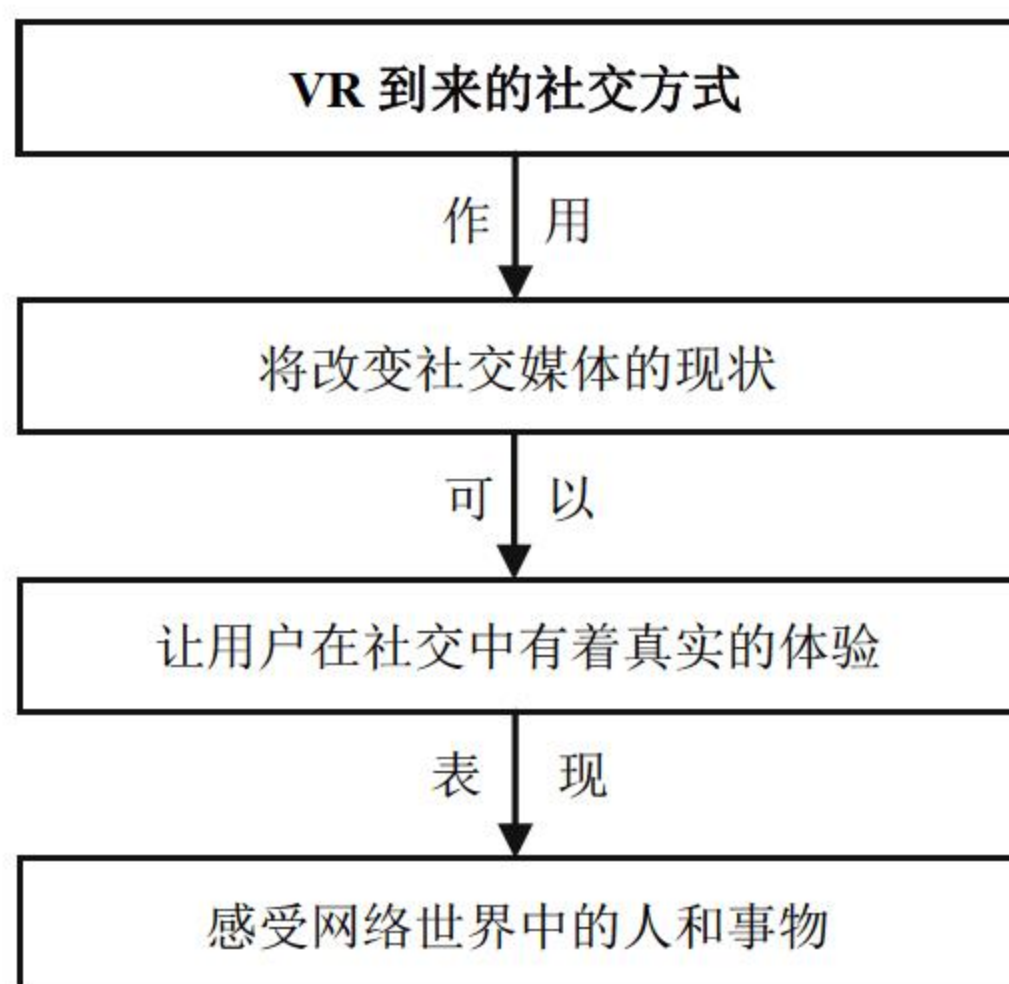 VR 到来的社交方式
作 用
将改变社交媒体的现状
可 以
让用户在社交中有着真实的体验
表 现
感受网络世界中的人和事物